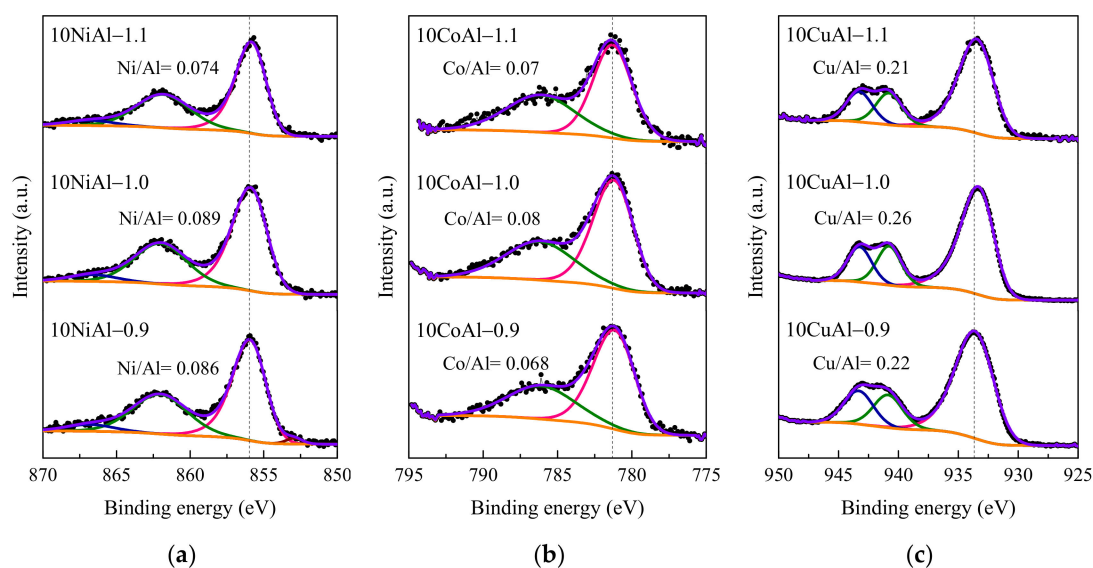 10NiAl–1.1
Ni/Al= 0.074
10NiAl–1.0
Ni/Al= 0.089
10NiAl–0.9
Ni/Al= 0.086
Intensity (a.u.)
870 865 860 855 850
Binding energy (eV)
(a)
10CoAl–1.1
Co/Al= 0.07
10CoAl–1.0
Co/Al= 0.08
10CoAl–0.9
Co/Al= 0.068
Intensity (a.u.)
795 790 785 780 775
Binding energy (eV)
(b)
10CuAl–1.1
Cu/Al= 0.21
10CuAl–1.0
Cu/Al= 0.26
10CuAl–0.9
Cu/Al= 0.22
Intensity (a.u.)
950 945 940 935 930 925
Binding energy (eV)
(c)